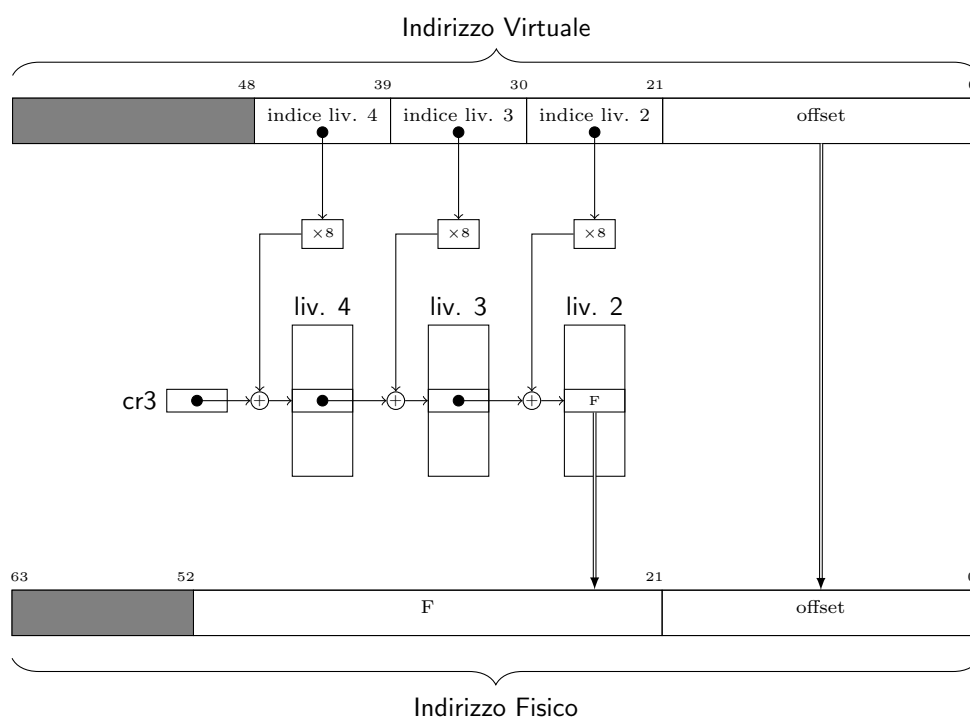 Indirizzo Virtuale
48 39 30 21
indice liv. 4 indice liv. 3 indice liv. 2 offset
×8 ×8 ×8
liv. 4 liv. 3 liv. 2
cr3 + + + F
63 52 21
F offset
Indirizzo Fisico